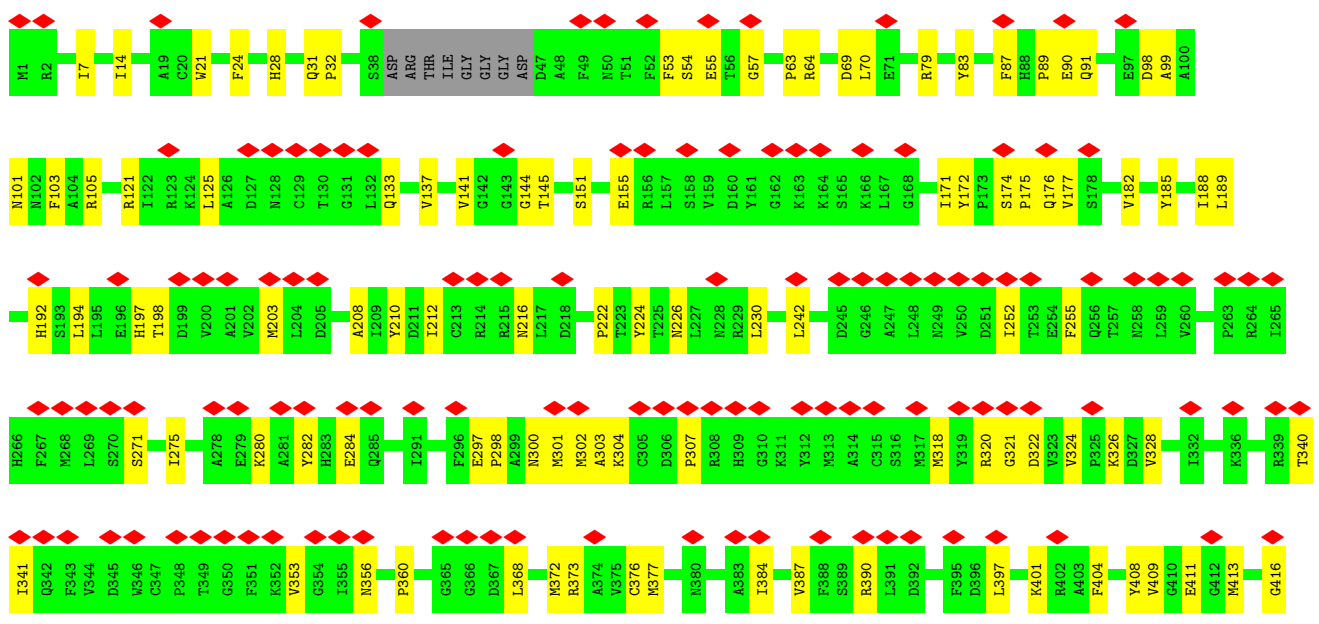 M1 R2 I7 I14 A19 C20 W21 F24 H28 Q31 P32 S38 ASP ARG THR ILE GLY GLY GLY ASP D47 A48 F49 N50 T51 F52 F53 S54 E55 T56 G57 P63 R64 D69 L70 E71 R79 Y83 F87 H88 P89 E90 Q91 E97 D98 A99 A100
N101 N102 F103 A104 R105 R121 I122 R123 K124 L125 A126 D127 N128 C129 T130 G131 L132 Q133 V137 V141 G142 G143 G144 T145 S151 E155 R156 L157 S158 V159 D160 Y161 G162 K163 K164 S165 K166 L167 G168 I171 Y172 P173 S174 P175 Q176 V177 S178 V182 Y185 I188 L189
H192 S193 L194 L195 E196 H197 T198 D199 V200 A201 V202 M203 L204 D205 A208 I209 Y210 D211 I212 C213 R214 R215 N216 L217 D218 P222 T223 Y224 T225 N226 L227 N228 R229 L230 L242 D245 G246 A247 L248 N249 V250 D251 I252 T253 E254 F255 Q256 T257 N258 L259 V260 P263 R264 I265
H266 F267 M268 L269 S270 S271 I275 A278 E279 K280 A281 Y282 H283 E284 Q285 I291 F296 E297 P298 A299 N300 M301 M302 A303 K304 C305 D306 P307 R308 H309 G310 K311 Y312 M313 A314 C315 S316 M317 M318 Y319 R320 G321 D322 V323 V324 P325 K326 D327 V328 I332 K336 R339 T340
I341 Q342 F343 V344 D345 W346 C347 P348 T349 G350 F351 K352 V353 G354 I355 N356 P360 G365 G366 D367 L368 M372 R373 A374 V375 C376 M377 N380 A383 I384 V387 F388 S389 R390 L391 D392 F395 D396 L397 K401 R402 A403 F404 Y408 V409 G410 E411 G412 M413 G416